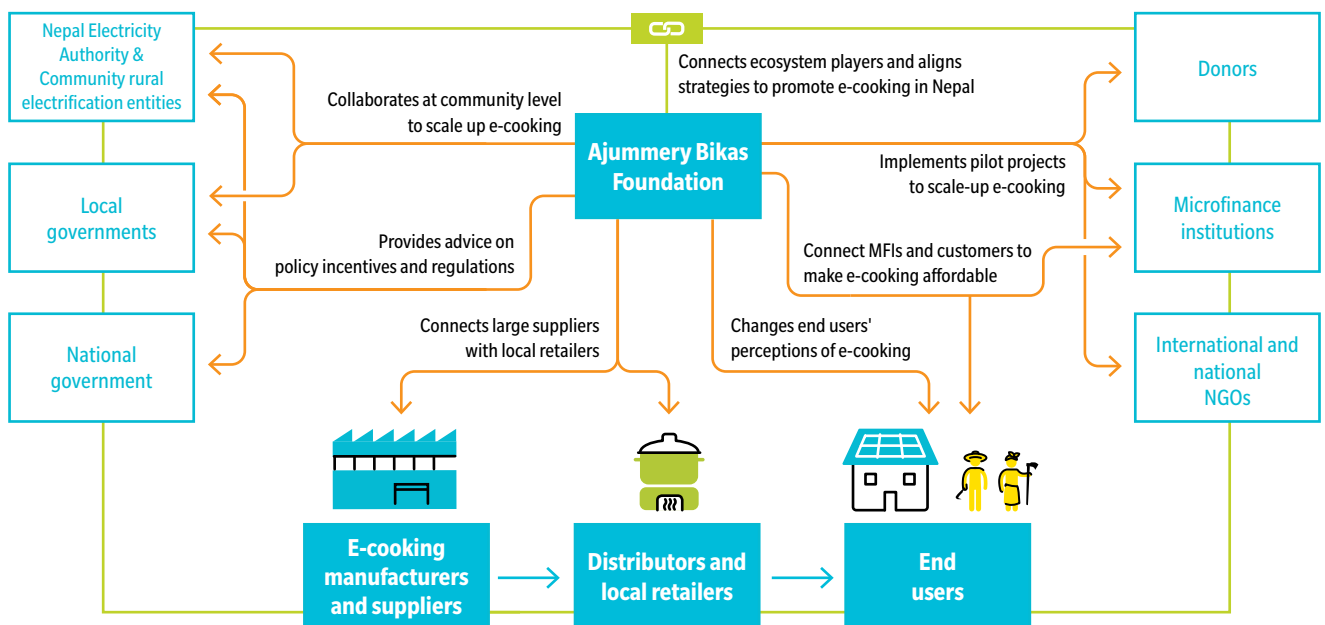 Nepal Electricity
Authority &
Community rural
electrification entities
Local
governments
National
government
Collaborates at community level
to scale up e-cooking
Provides advice on
policy incentives and regulations
Connects large suppliers
with local retailers
Connects ecosystem players and aligns
strategies to promote e-cooking in Nepal
Ajummery Bikas
Foundation
Implements pilot projects
to scale-up e-cooking
Connect MFIs and customers to
make e-cooking affordable
Changes end users'
perceptions of e-cooking
Donors
Microfinance
institutions
International and
national
NGOs
E-cooking
manufacturers
and suppliers
Distributors and
local retailers
End
users